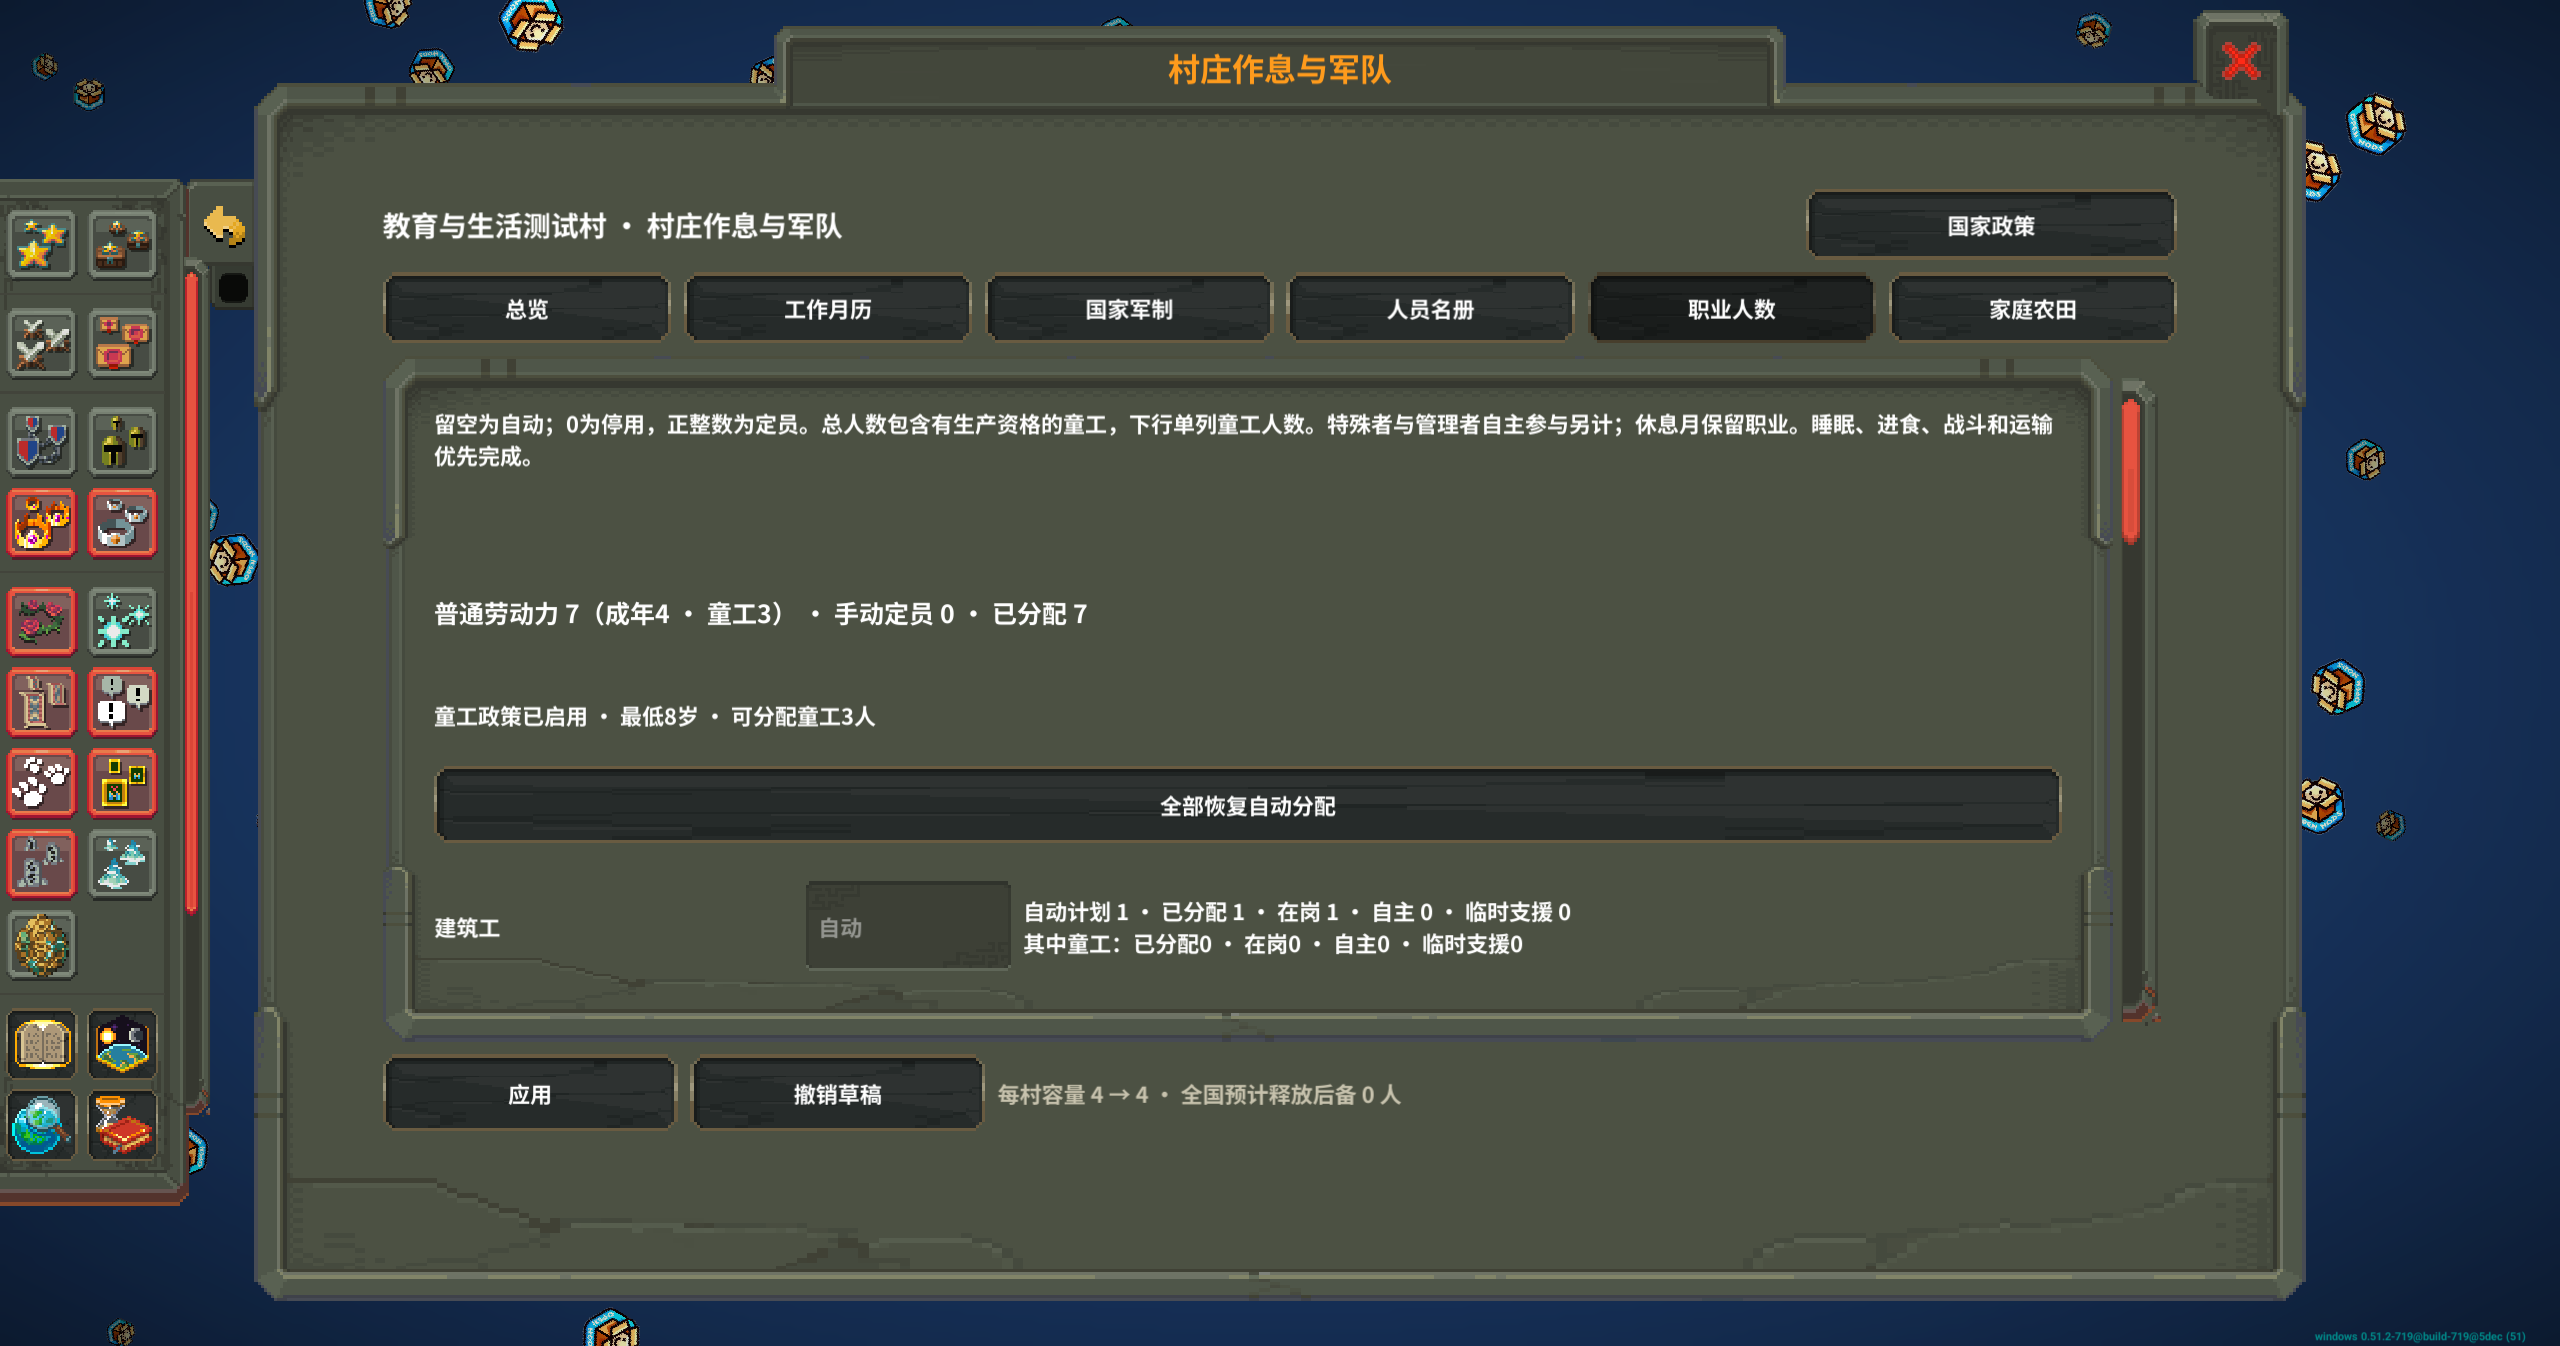 村庄作息与军队
教育与生活测试村 · 村庄作息与军队
国家政策
总览
工作月历
国家军制
人员名册
职业人数
家庭农田
留空为自动；0为停用，正整数为定员。总人数包含有生产资格的童工，下行单列童工人数。特殊者与管理者自主参与另计；休息月保留职业。睡眠、进食、战斗和运输
优先完成。
普通劳动力 7（成年4 · 童工3） · 手动定员 0 · 已分配 7
童工政策已启用 · 最低8岁 · 可分配童工3人
全部恢复自动分配
建筑工
自动
自动计划 1 · 已分配 1 · 在岗 1 · 自主 0 · 临时支援 0
其中童工：已分配0 · 在岗0 · 自主0 · 临时支援0
应用
撤销草稿
每村容量 4 → 4 · 全国预计释放后备 0 人
windows 0.51.2-719@build-719@5dec (51)